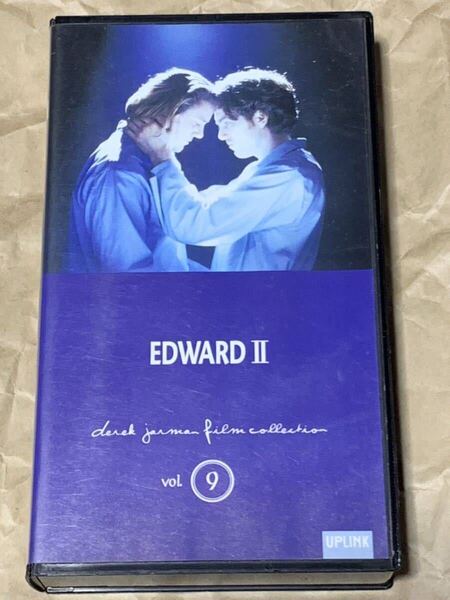 EDWARD II
derek jarman film collection
vol. 9
UPLINK